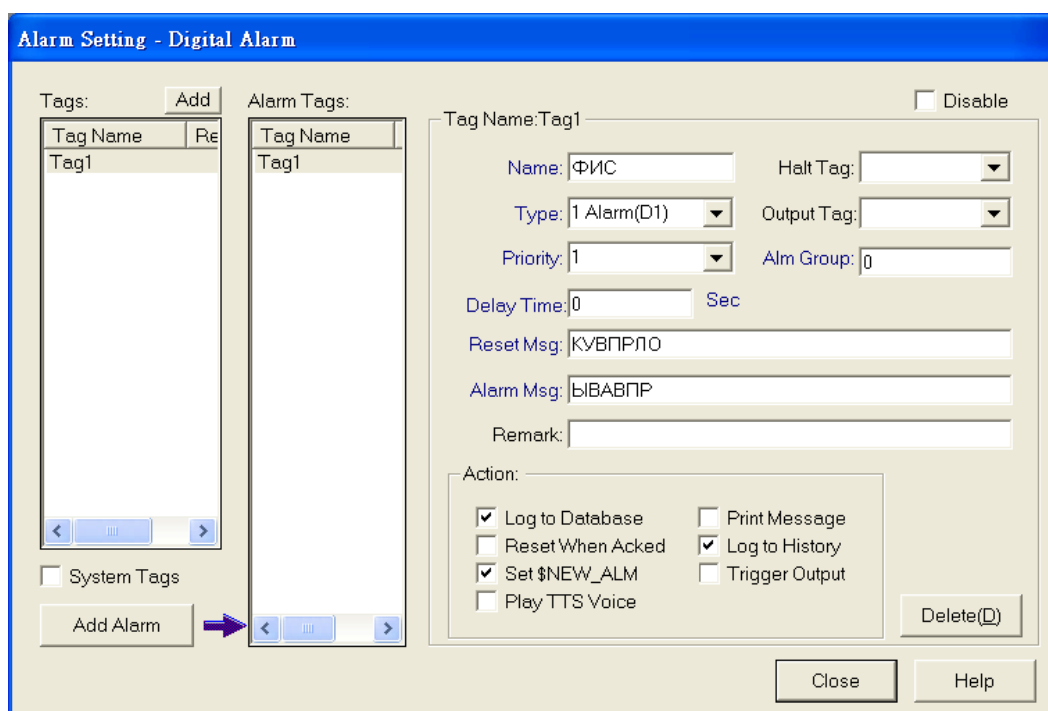 Alarm Setting - Digital Alarm
Tags: Add
Tag Name Re
Tag1
System Tags
Add Alarm
Alarm Tags:
Tag Name
Tag1
Disable
Tag Name:Tag1
Name: ФИС Halt Tag:
Type: 1 Alarm(D1) Output Tag:
Priority: 1 Alm Group: 0
Delay Time: 0 Sec
Reset Msg: КУВПРЛО
Alarm Msg: ЫВАВПР
Remark:
Action:
Log to Database Print Message
Reset When Acked Log to History
Set $NEW_ALM Trigger Output
Play TTS Voice
Delete(D)
Close Help